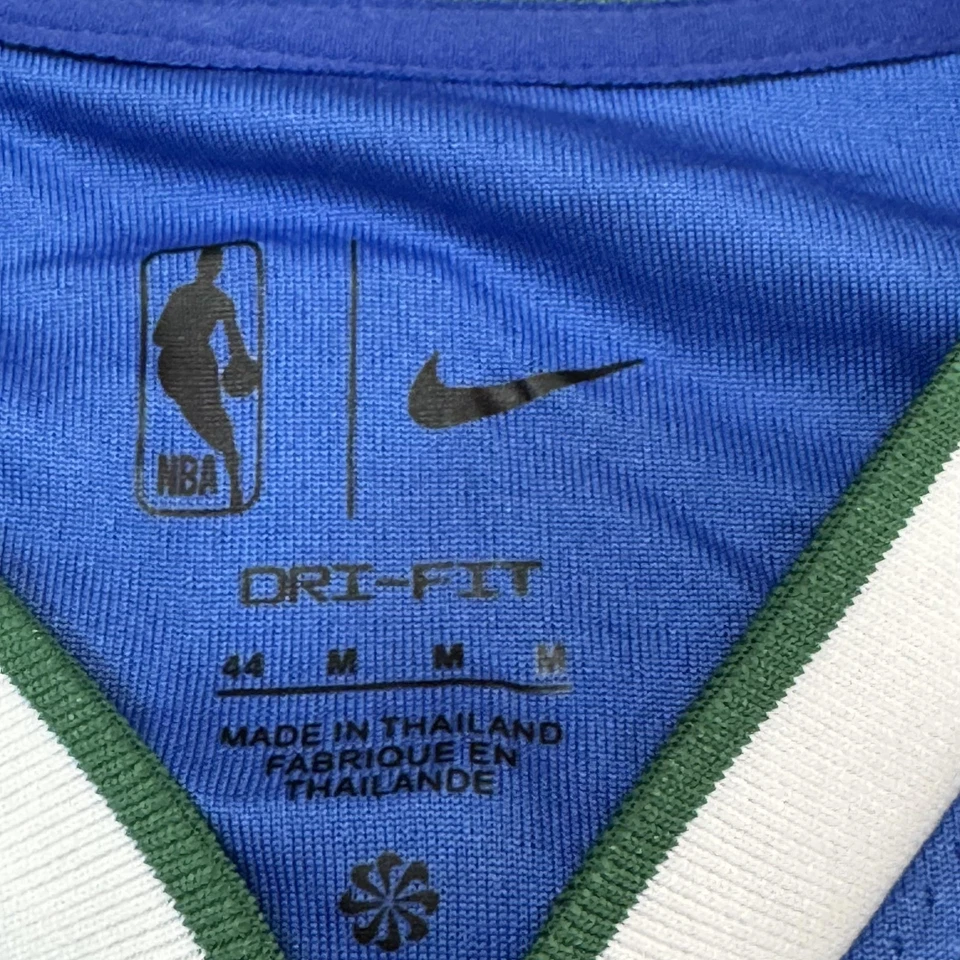 NBA
DRI-FIT
44 M M M
MADE IN THAILAND
FABRIQUE EN
THAILANDE